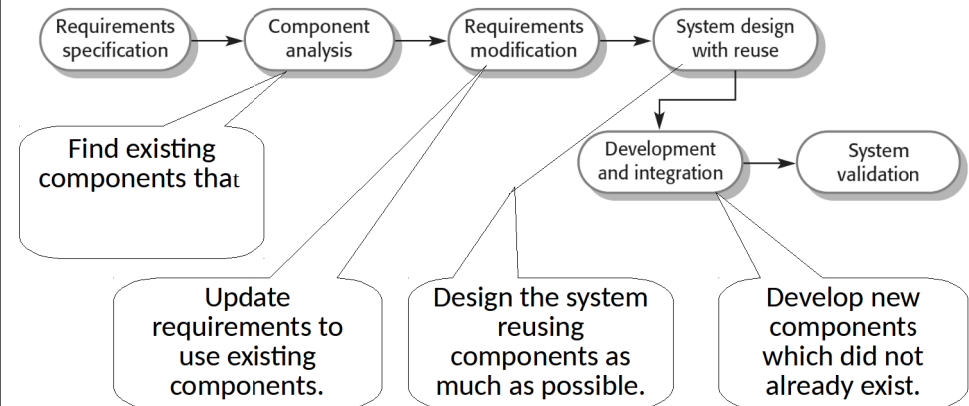 Requirements
specification
Component
analysis
Requirements
modification
System design
with reuse
Development
and integration
System
validation
Find existing
components that
Update
requirements to
use existing
components.
Design the system
reusing
components as
much as possible.
Develop new
components
which did not
already exist.